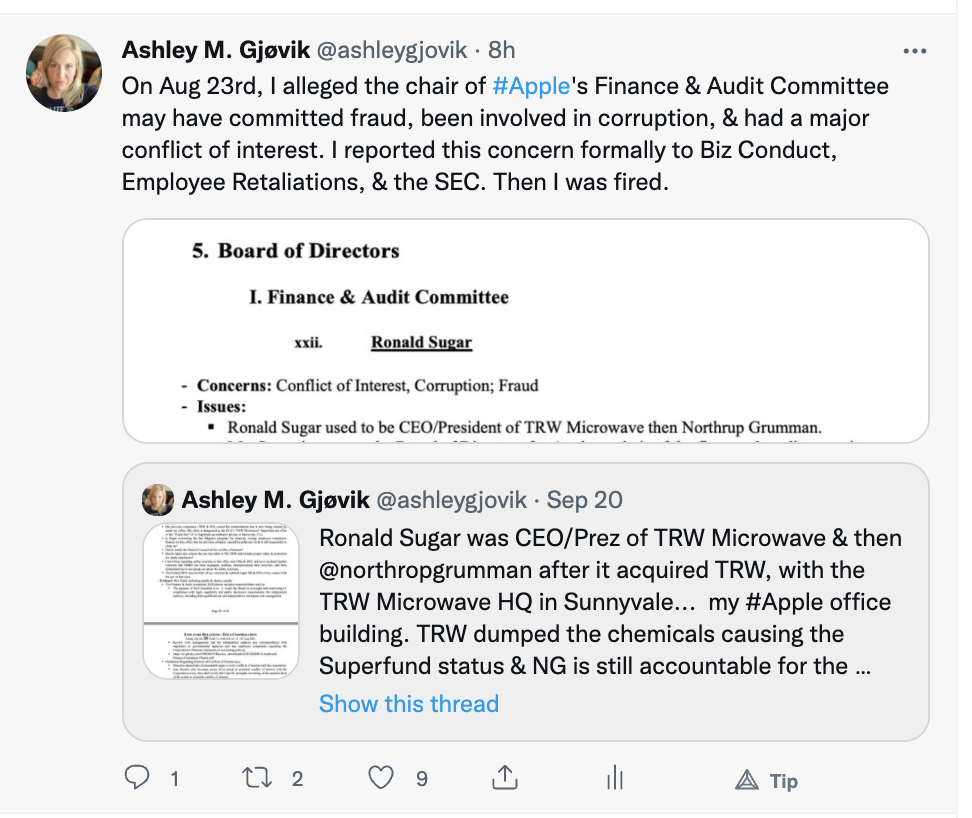 Ashley M. Gjøvik @ashleygjovik · 8h
On Aug 23rd, I alleged the chair of #Apple's Finance & Audit Committee
may have committed fraud, been involved in corruption, & had a major
conflict of interest. I reported this concern formally to Biz Conduct,
Employee Retaliations, & the SEC. Then I was fired.
5. Board of Directors
I. Finance & Audit Committee
xxii. Ronald Sugar
- Concerns: Conflict of Interest, Corruption; Fraud
- Issues:
▪ Ronald Sugar used to be CEO/President of TRW Microwave then Northrup Grumman.
Ashley M. Gjøvik @ashleygjovik · Sep 20
Ronald Sugar was CEO/Prez of TRW Microwave & then
@northropgrumman after it acquired TRW, with the
TRW Microwave HQ in Sunnyvale... my #Apple office
building. TRW dumped the chemicals causing the
Superfund status & NG is still accountable for the ...
Show this thread
1 2 9 Tip